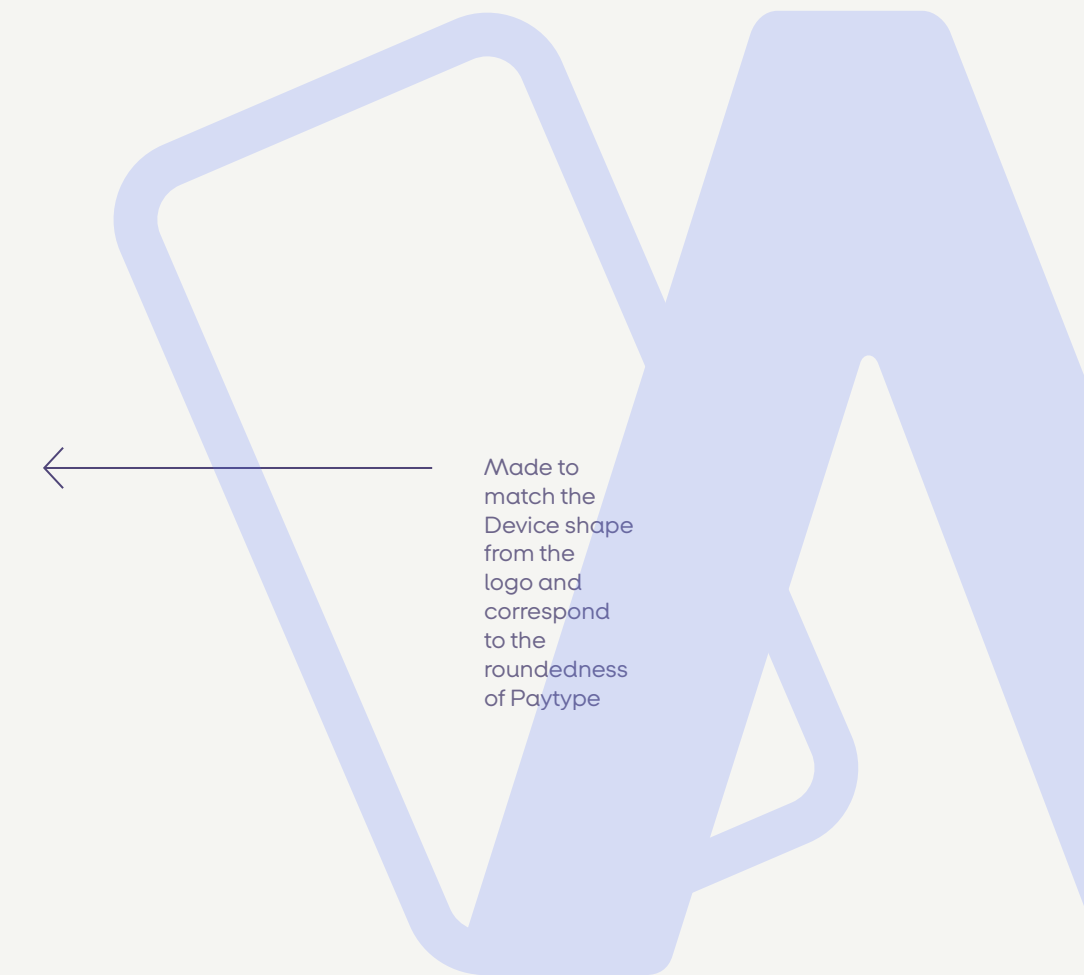 Made to
match the
Device shape
from the
logo and
correspond
to the
roundedness
of Paytype